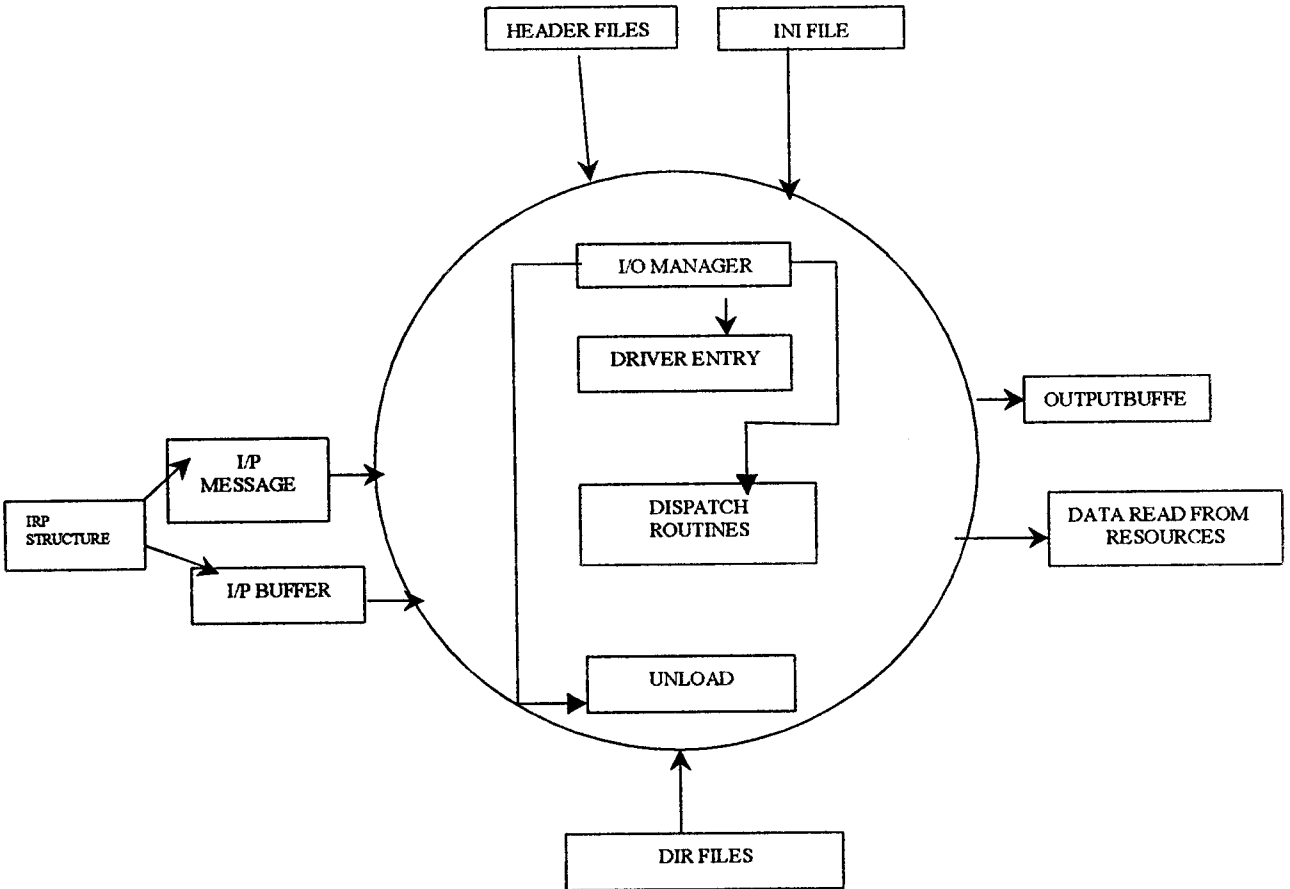 HEADER FILES
INI FILE
I/O MANAGER
DRIVER ENTRY
OUTPUTBUFFE
I/P
MESSAGE
IRP
STRUCTURE
DISPATCH
ROUTINES
DATA READ FROM
RESOURCES
I/P BUFFER
UNLOAD
DIR FILES